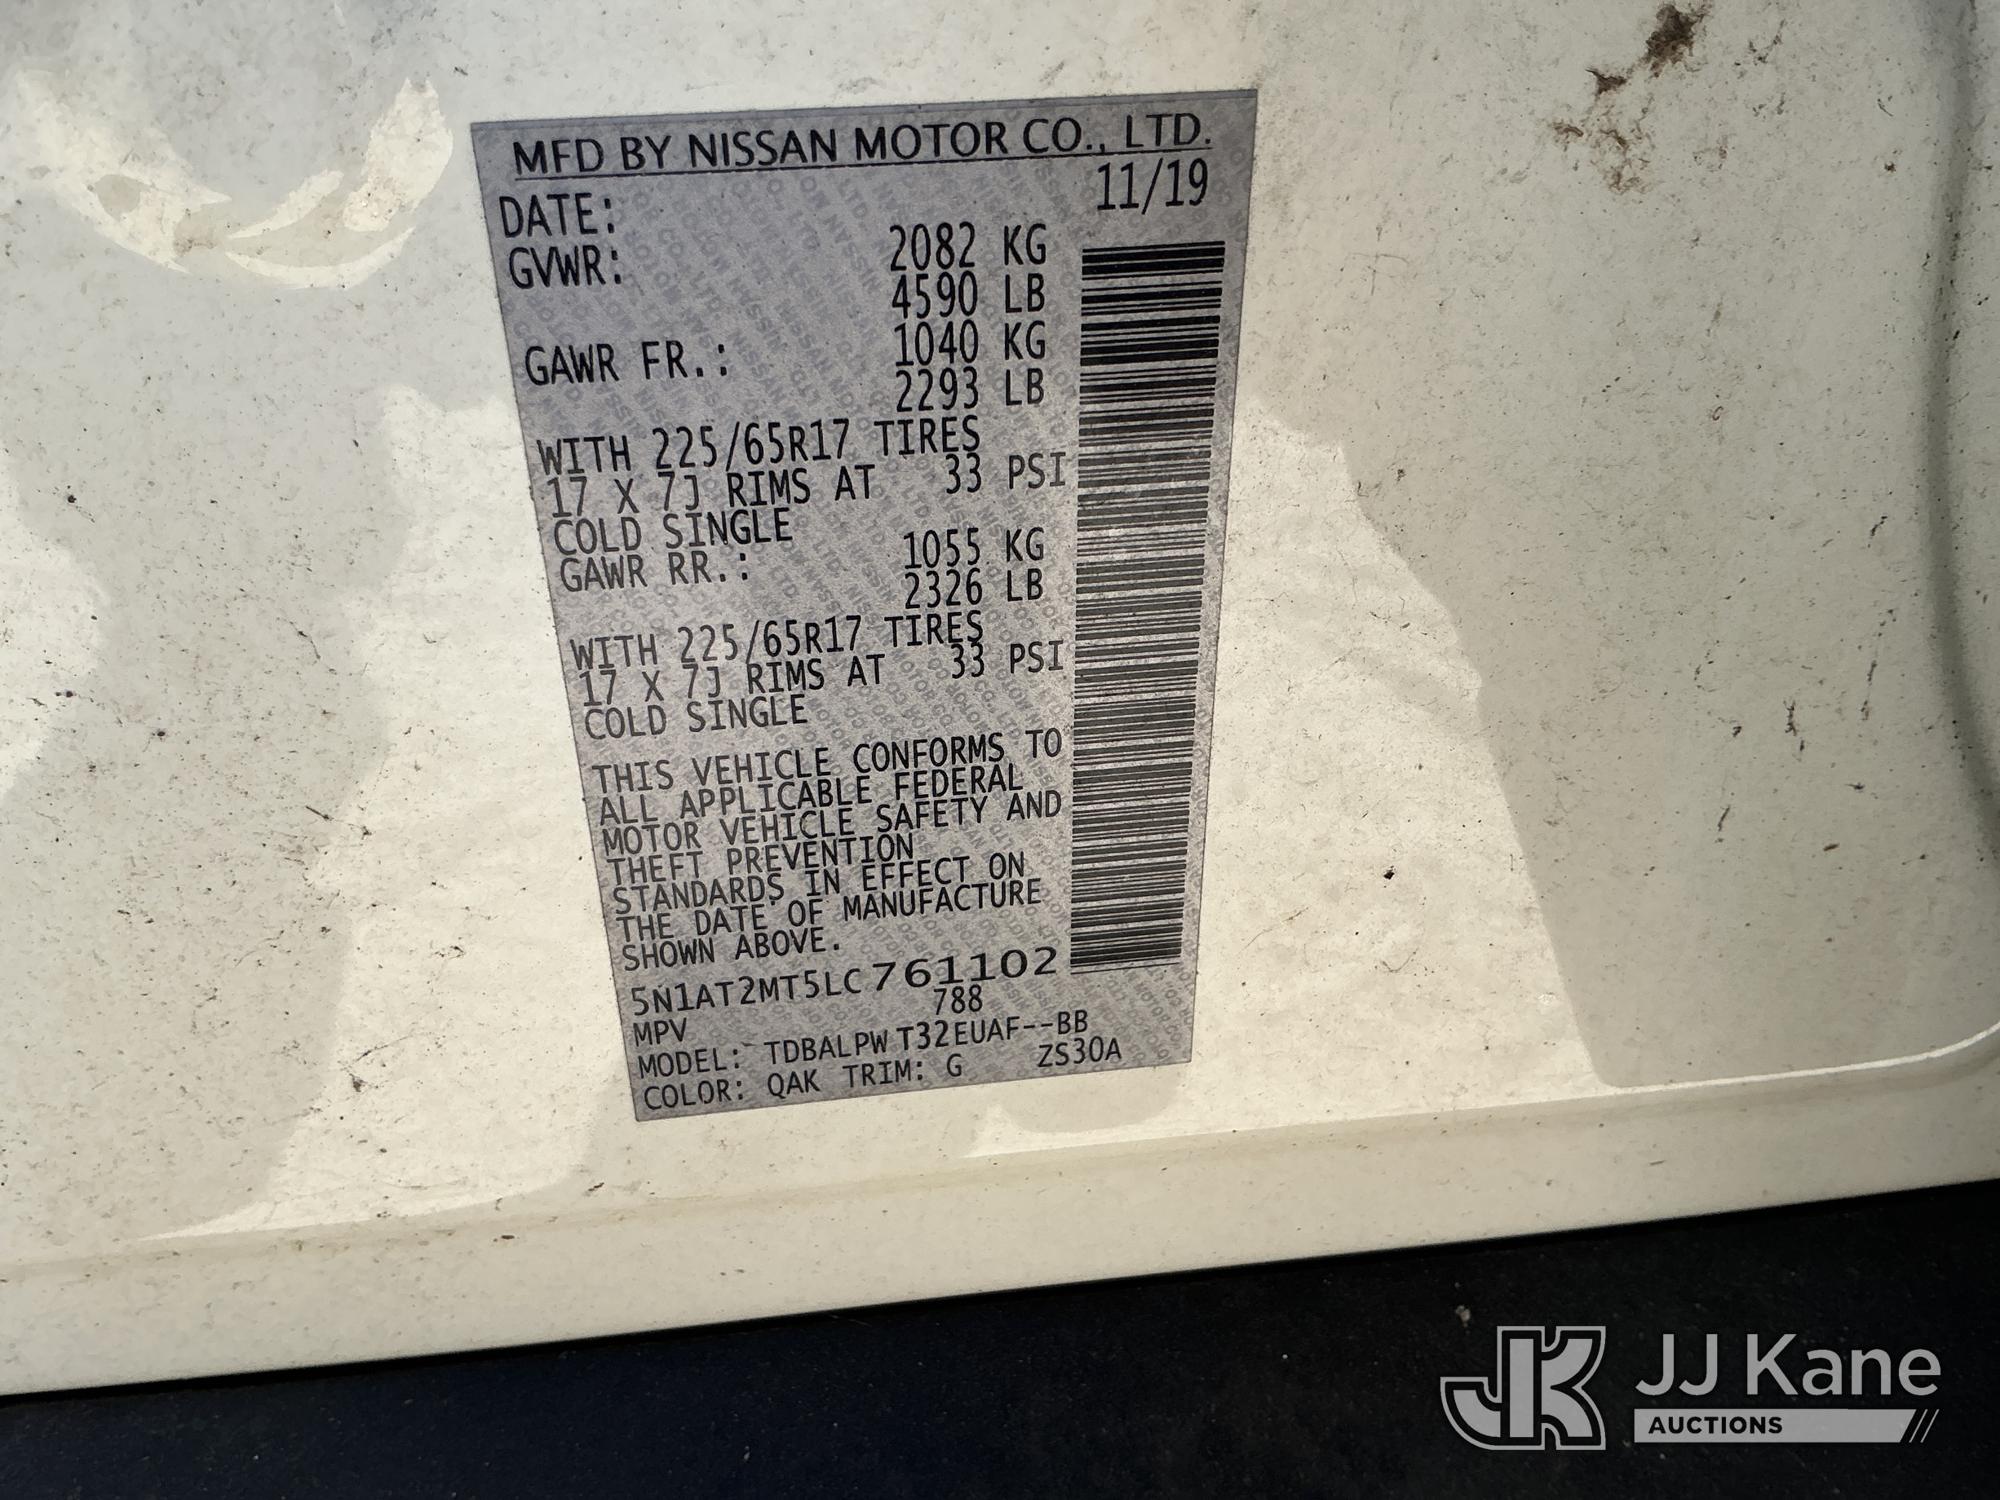 MFD BY NISSAN MOTOR CO., LTD.
DATE: 11/19
GVWR: 2082 KG
4590 LB
GAWR FR.: 1040 KG
2293 LB
WITH 225/65R17 TIRES
17 X 7J RIMS AT 33 PSI
COLD SINGLE
GAWR RR.: 1055 KG
2326 LB
WITH 225/65R17 TIRES
17 X 7J RIMS AT 33 PSI
COLD SINGLE
THIS VEHICLE CONFORMS TO
ALL APPLICABLE FEDERAL
MOTOR VEHICLE SAFETY AND
THEFT PREVENTION
STANDARDS IN EFFECT ON
THE DATE OF MANUFACTURE
SHOWN ABOVE.
5N1AT2MT5LC761102
MPV 788
MODEL: TDBALPW T32EUAF--BB
COLOR: QAK TRIM: G ZS30A
JK JJ Kane
AUCTIONS